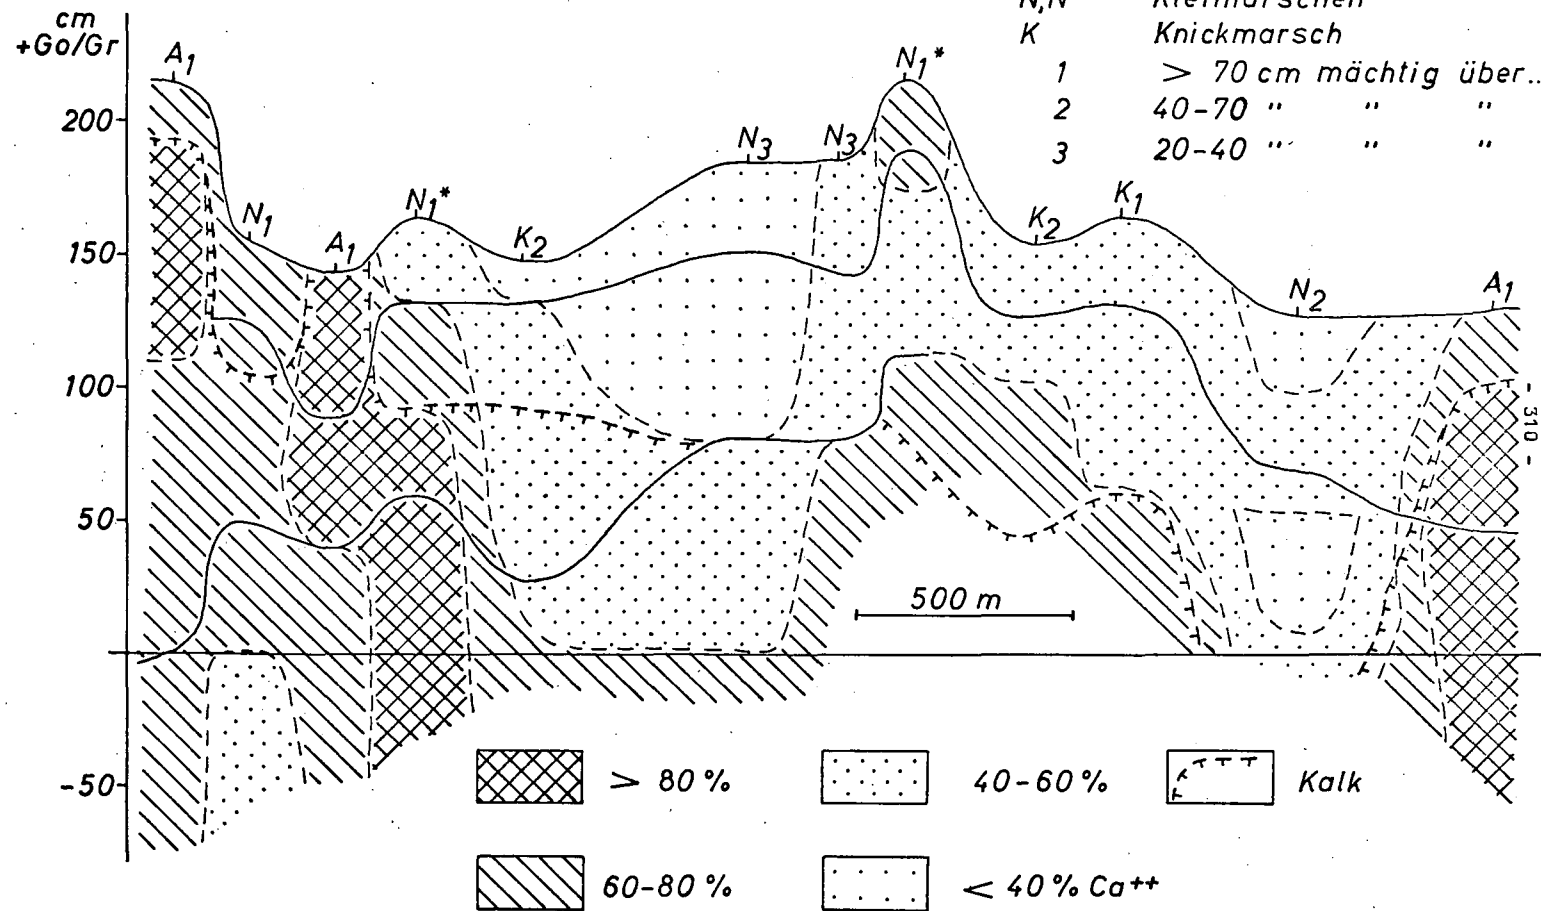 cm
+Go/Gr
K Knickmarsch
1 > 70 cm mächtig über..
2 40-70 " " "
3 20-40 " " "
200
150
100
50
-50
A1
N1
A1
N1*
K2
N3
N3
N1*
K2
K1
N2
A1
500 m
- 310 -
> 80 %
40-60 %
Kalk
60-80 %
< 40 % Ca++